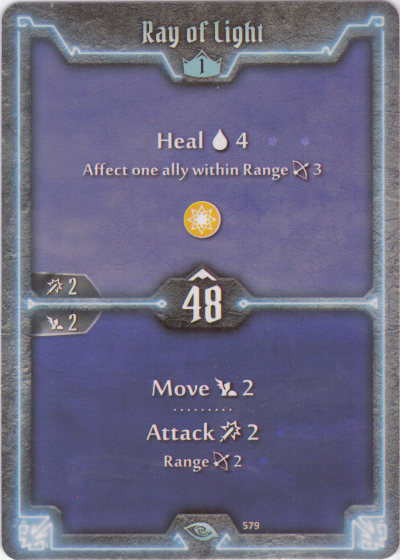 Ray of Light
1
Heal 4
Affect one ally within Range 3
2
48
2
Move 2
Attack 2
Range 2
579